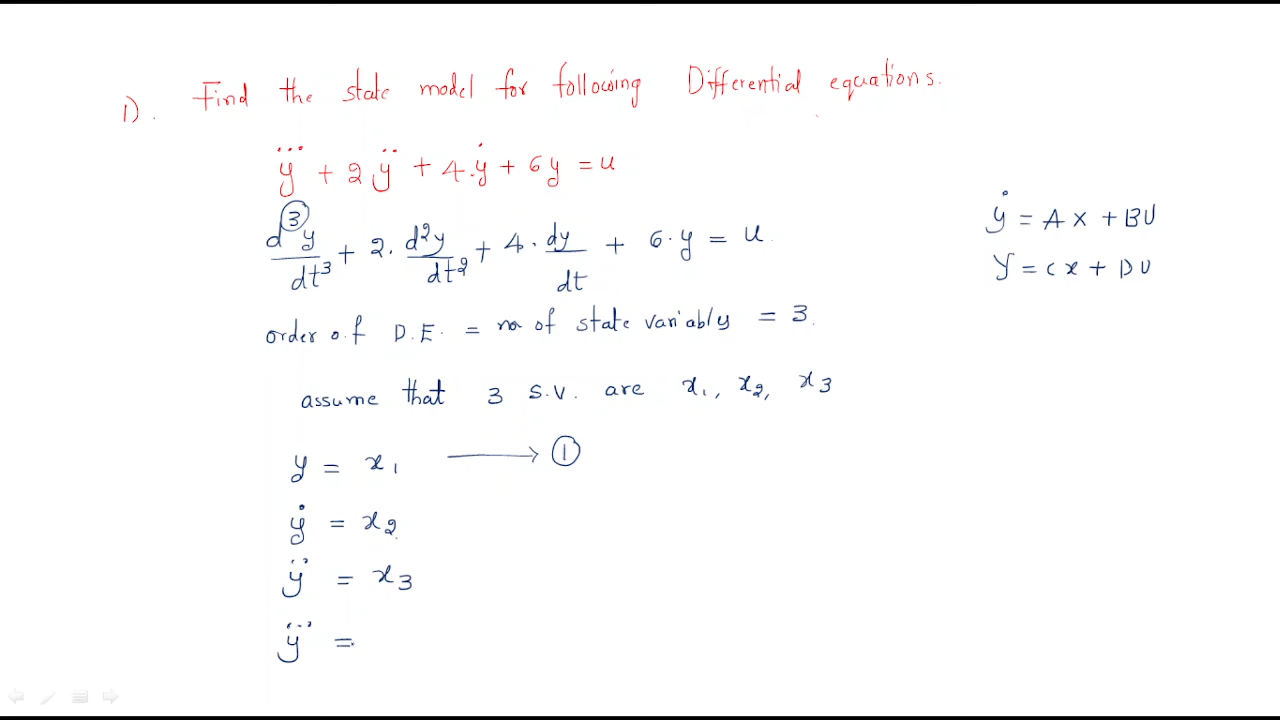 1). Find the state model for following Differential equations.
y⃛ + 2 ÿ + 4.ẏ + 6y = u
d³y/dt³ + 2. d²y/dt² + 4. dy/dt + 6.y = u
ẏ = AX + BU
Y = CX + DU
order of D.E. = no of state variables = 3.
assume that 3 S.V. are x₁, x₂, x₃
y = x₁ ⟶ ①
ẏ = x₂
ÿ = x₃
y⃛ =